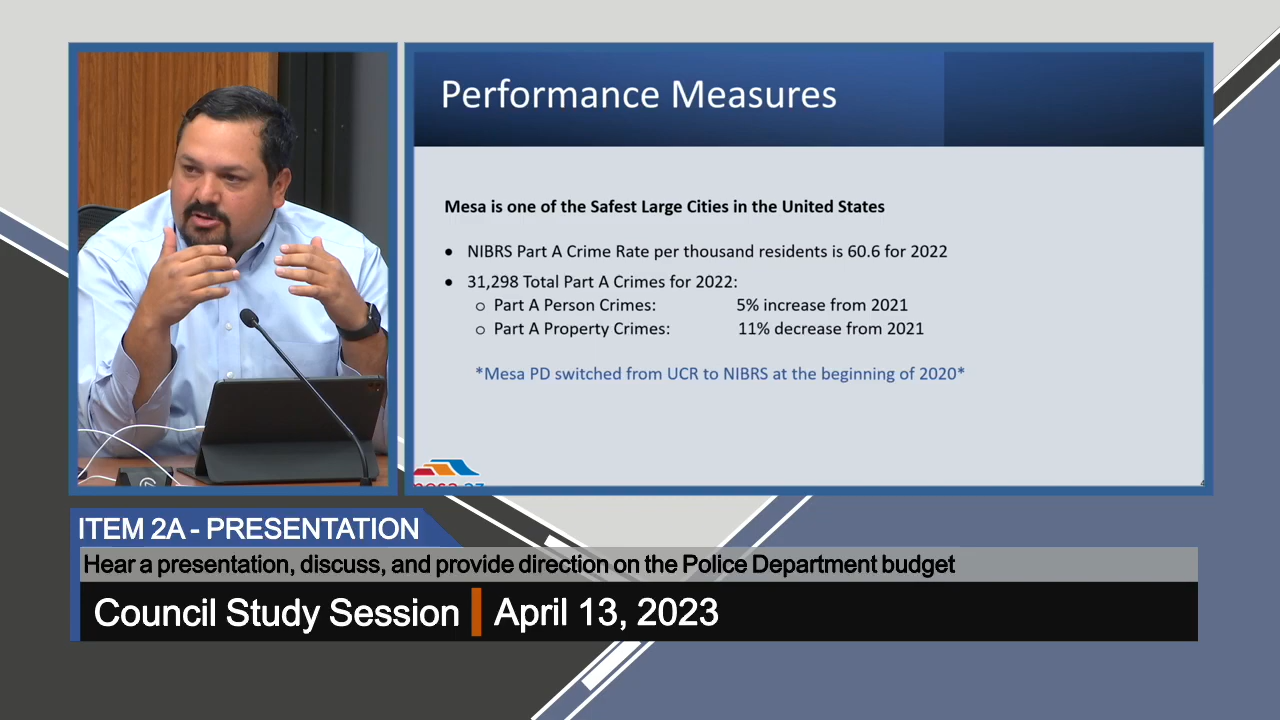 Performance Measures
Mesa is one of the Safest Large Cities in the United States
• NIBRS Part A Crime Rate per thousand residents is 60.6 for 2022
• 31,298 Total Part A Crimes for 2022:
o Part A Person Crimes: 5% increase from 2021
o Part A Property Crimes: 11% decrease from 2021
*Mesa PD switched from UCR to NIBRS at the beginning of 2020*
ITEM 2A - PRESENTATION
Hear a presentation, discuss, and provide direction on the Police Department budget
Council Study Session
April 13, 2023